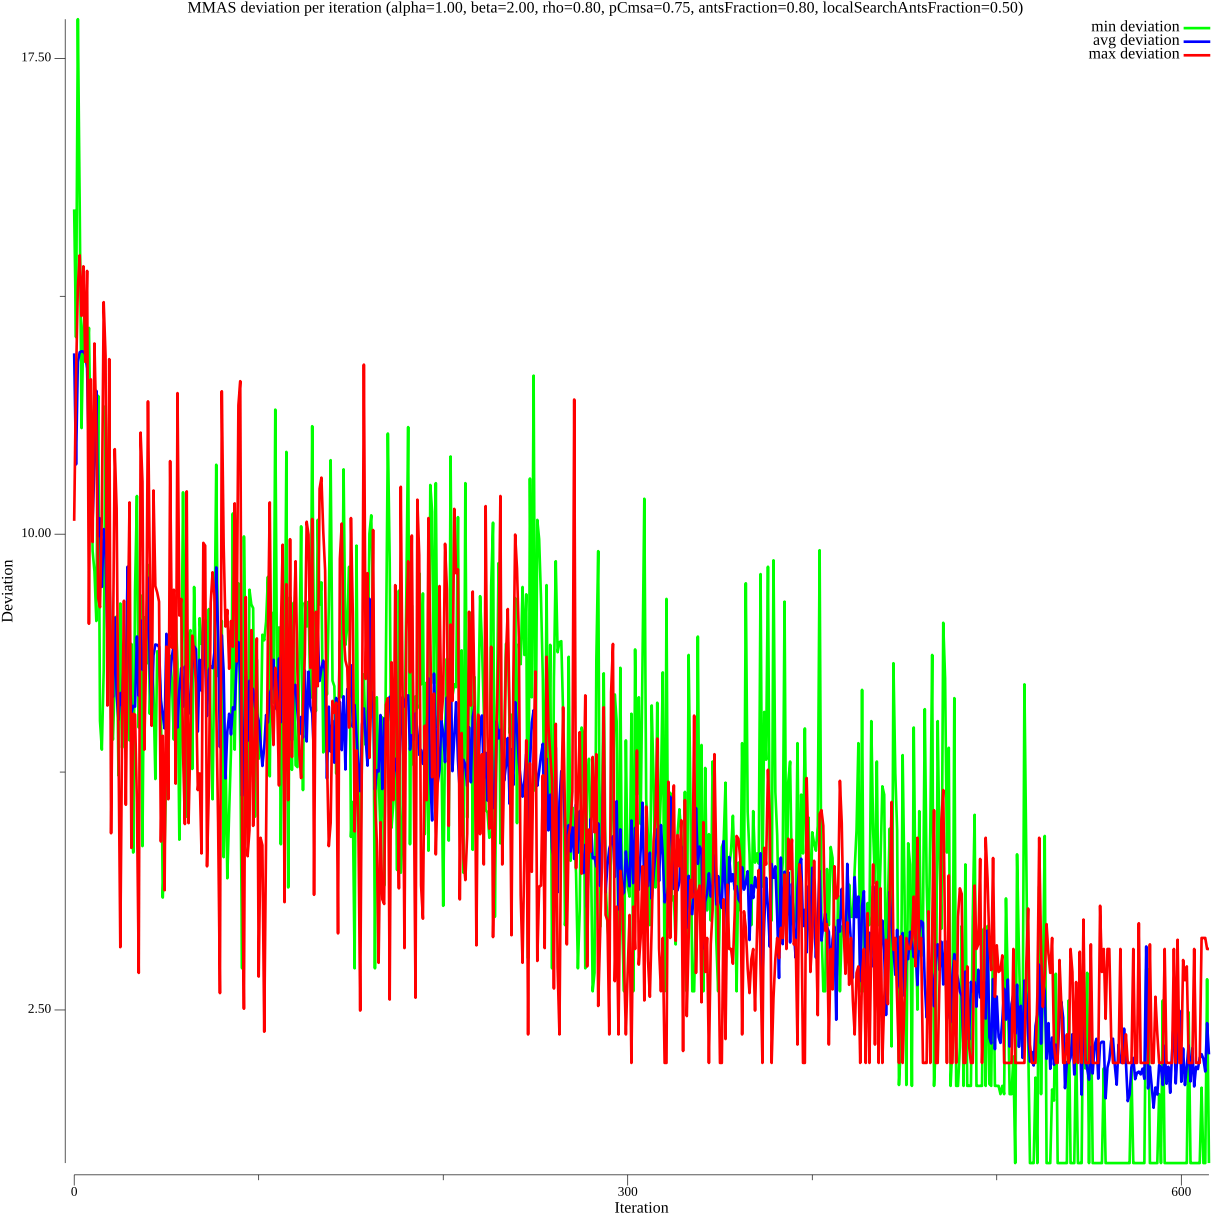 MMAS deviation per iteration (alpha=1.00, beta=2.00, rho=0.80, pCmsa=0.75, antsFraction=0.80, localSearchAntsFraction=0.50)
min deviation
avg deviation
max deviation
17.50
10.00
2.50
Deviation
0
300
600
Iteration